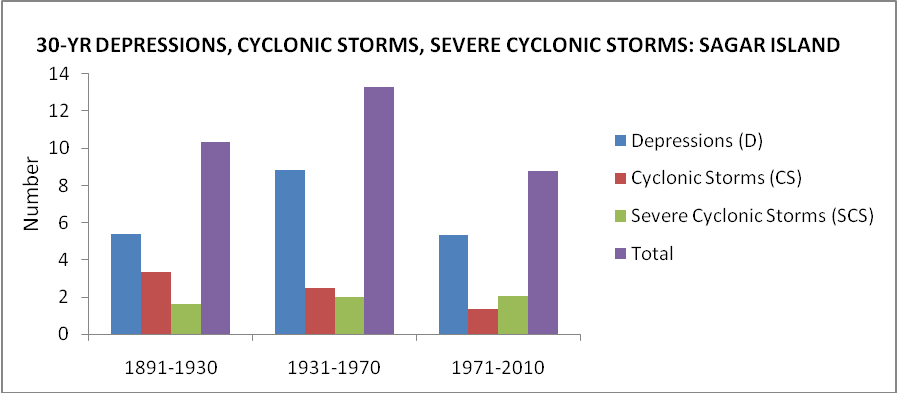 30-YR DEPRESSIONS, CYCLONIC STORMS, SEVERE CYCLONIC STORMS: SAGAR ISLAND
14
12
10
8
6
4
2
0
Number
1891-1930
1931-1970
1971-2010
Depressions (D)
Cyclonic Storms (CS)
Severe Cyclonic Storms (SCS)
Total